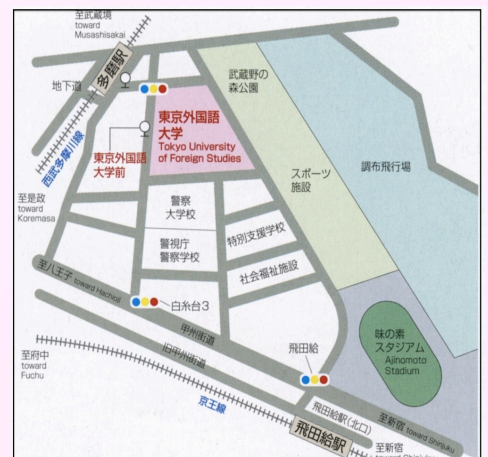 至武蔵境
toward
Musashisakai
多磨駅
地下道
西武多摩川線
武蔵野の
森公園
東京外国語
大学
Tokyo University
of Foreign Studies
東京外国語
大学前
スポーツ
施設
調布飛行場
至是政
toward
Koremasa
警察
大学校
特別支援学校
警視庁
警察学校
社会福祉施設
至八王子 toward Hachioji
白糸台3
甲州街道
旧甲州街道
飛田給
味の素
スタジアム
Ajinomoto
Stadium
至府中
toward
Fuchu
京王線
飛田給駅(北口)
至新宿 toward Shinjuku
飛田給駅
至新宿
toward Shinjuku